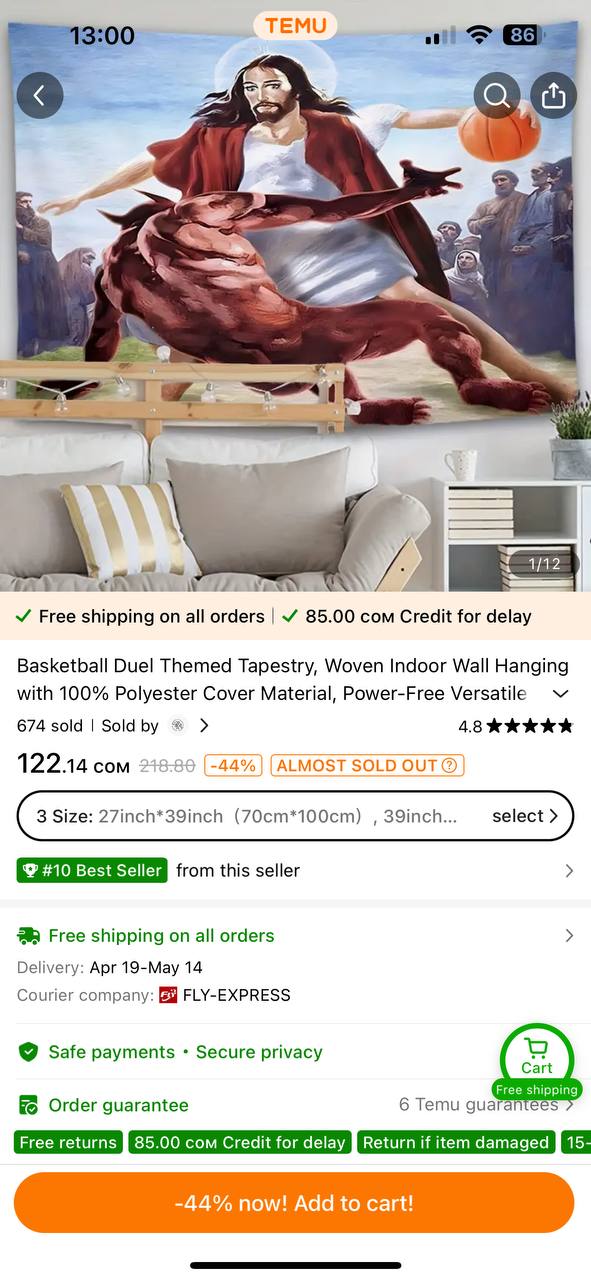 TEMU
13:00
86
1/12
Free shipping on all orders | 85.00 сом Credit for delay
Basketball Duel Themed Tapestry, Woven Indoor Wall Hanging
with 100% Polyester Cover Material, Power-Free Versatile
674 sold | Sold by
4.8
122.14 сом 218.80 -44% ALMOST SOLD OUT
3 Size: 27inch*39inch（70cm*100cm）, 39inch... select
#10 Best Seller from this seller
Free shipping on all orders
Delivery: Apr 19-May 14
Courier company: FLY-EXPRESS
Safe payments • Secure privacy
Cart
Free shipping
Order guarantee 6 Temu guarantees
Free returns 85.00 сом Credit for delay Return if item damaged 15-
-44% now! Add to cart!